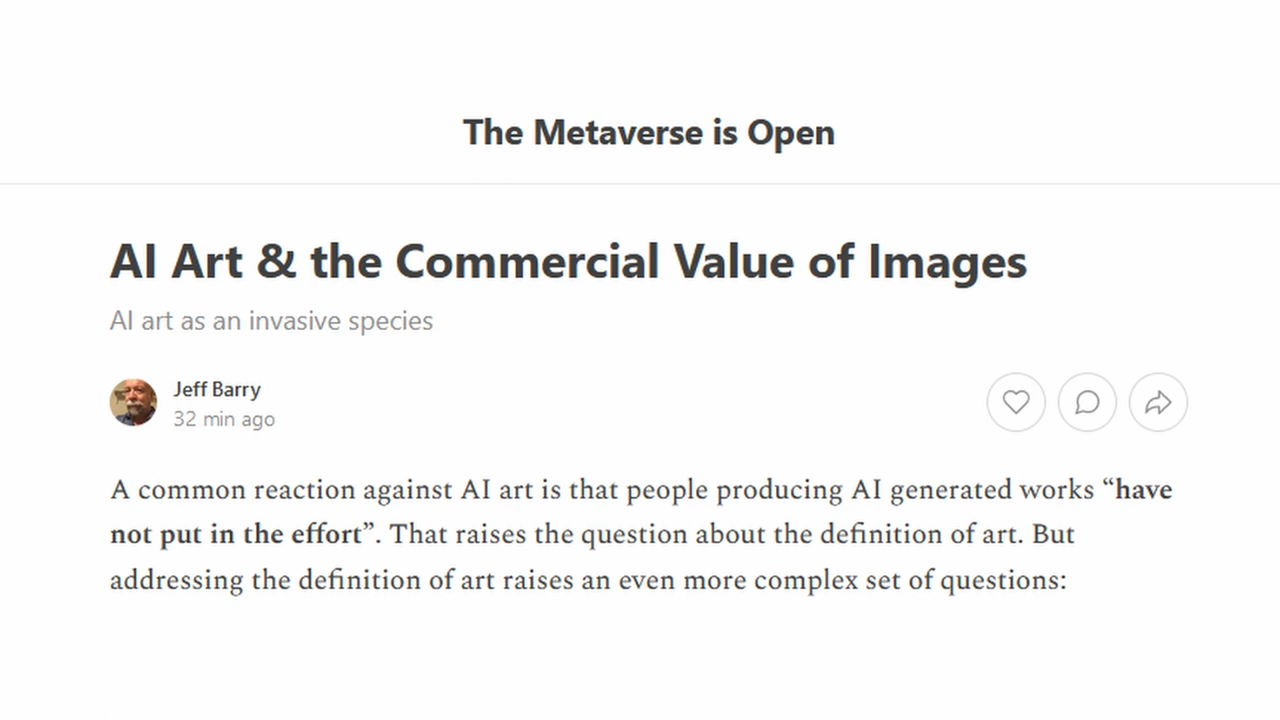 The Metaverse is Open
AI Art & the Commercial Value of Images
AI art as an invasive species
Jeff Barry
32 min ago
A common reaction against AI art is that people producing AI generated works “have
not put in the effort”. That raises the question about the definition of art. But
addressing the definition of art raises an even more complex set of questions: